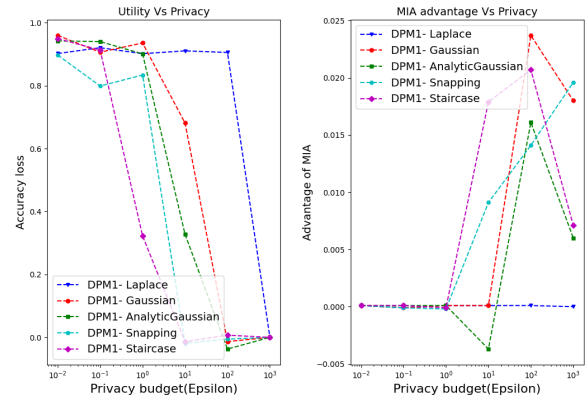 Utility Vs Privacy
Accuracy loss
1.0
0.8
0.6
0.4
0.2
0.0
DPM1- Laplace
DPM1- Gaussian
DPM1- AnalyticGaussian
DPM1- Snapping
DPM1- Staircase
10⁻² 10⁻¹ 10⁰ 10¹ 10² 10³
Privacy budget(Epsilon)
MIA advantage Vs Privacy
Advantage of MIA
0.025
0.020
0.015
0.010
0.005
0.000
−0.005
DPM1- Laplace
DPM1- Gaussian
DPM1- AnalyticGaussian
DPM1- Snapping
DPM1- Staircase
10⁻² 10⁻¹ 10⁰ 10¹ 10² 10³
Privacy budget(Epsilon)